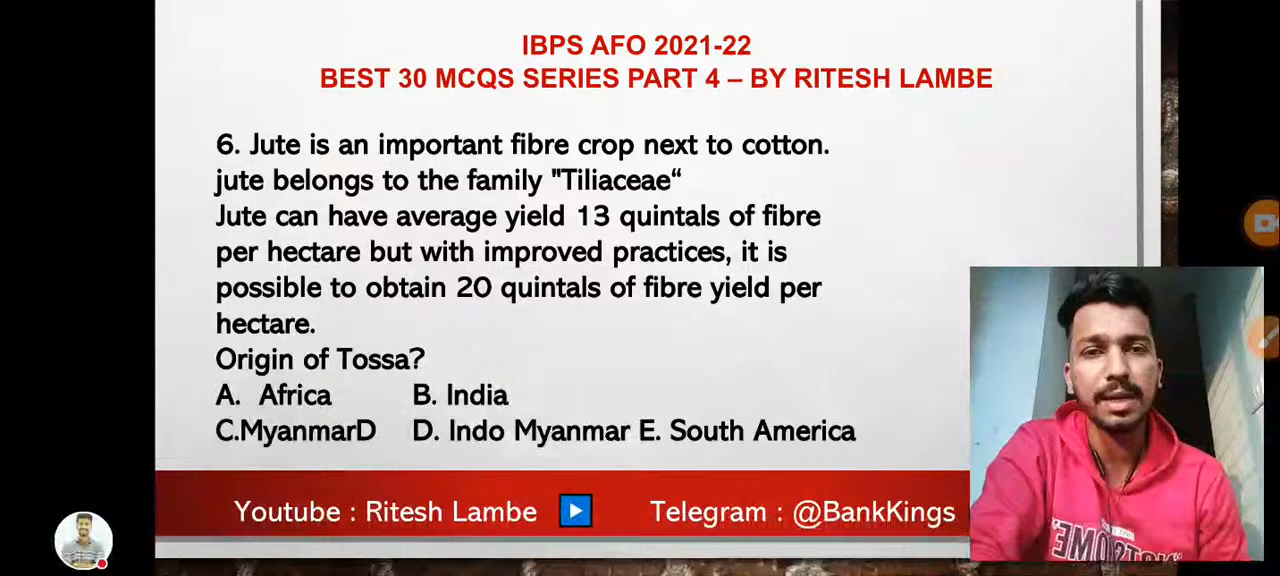 IBPS AFO 2021-22
BEST 30 MCQS SERIES PART 4 – BY RITESH LAMBE
6. Jute is an important fibre crop next to cotton.
jute belongs to the family "Tiliaceae“
Jute can have average yield 13 quintals of fibre
per hectare but with improved practices, it is
possible to obtain 20 quintals of fibre yield per
hectare.
Origin of Tossa?
A. Africa B. India
C.MyanmarD D. Indo Myanmar E. South America
Youtube : Ritesh Lambe Telegram : @BankKings